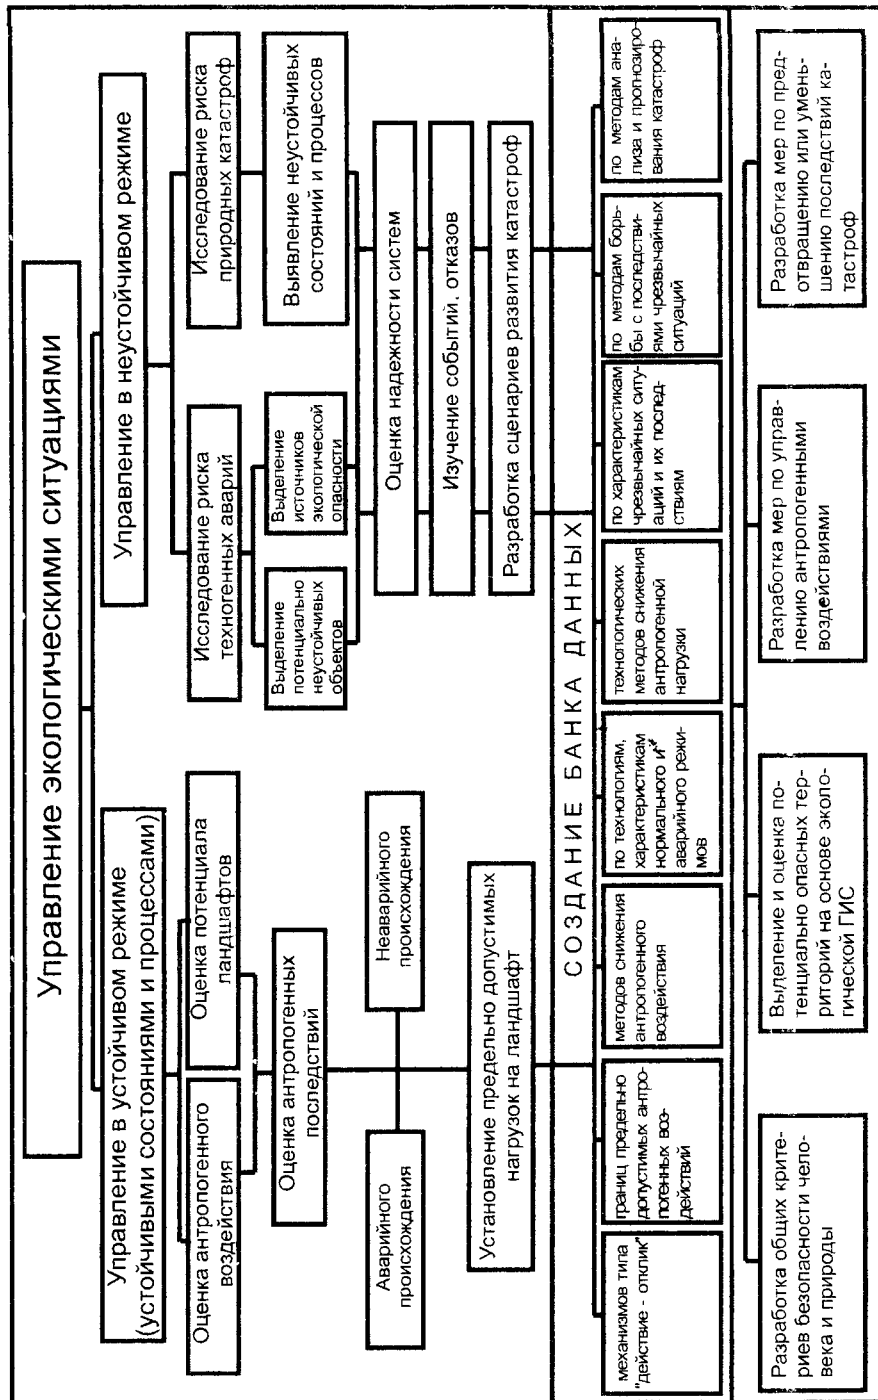 Управление экологическими ситуациями
Управление в устойчивом режиме
(устойчивыми состояниями и процессами)
Управление в неустойчивом режиме
Оценка антропогенного
воздействия
Оценка потенциала
ландшафтов
Исследование риска
техногенных аварий
Исследование риска
природных катастроф
Оценка антропогенных
последствий
Выделение
потенциально
неустойчивых
объектов
Выделение
источников
экологической
опасности
Выявление неустойчивых
состояний и процессов
Аварийного
происхождения
Неаварийного
происхождения
Оценка надежности систем
Изучение событий. отказов
Установление предельно допустимых
нагрузок на ландшафт
Разработка сценариев развития катастроф
СОЗДАНИЕ БАНКА ДАННЫХ
механизмов типа
"действие - отклик"
границ предельно
допустимых антро-
погенных воз-
действий
методов снижения
антропогенного
воздействия
по технологиям,
характеристикам
нормального и
аварийного режи-
мов
технологических
методов снижения
антропогенной
нагрузки
по характеристикам
чрезвычайных ситу-
аций и их послед-
ствиям
по методам борь-
бы с последстви-
ями чрезвычайных
ситуаций
по методам ана-
лиза и прогнозиро-
вания катастроф
Разработка общих крите-
риев безопасности чело-
века и природы
Выделение и оценка по-
тенциально опасных тер-
риторий на основе эколо-
гической ГИС
Разработка мер по управ-
лению антропогенными
воздействиями
Разработка мер по пред-
отвращению или умень-
шению последствий ка-
тастроф